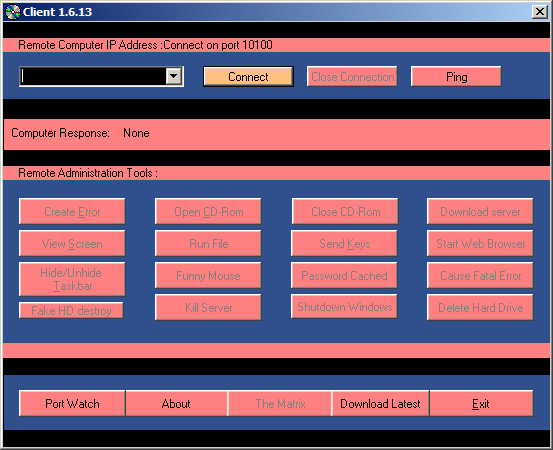 Client 1.6.13
Remote Computer IP Address :Connect on port 10100
Connect
Close Connection
Ping
Computer Response: None
Remote Administration Tools :
Create Error
Open CD-Rom
Close CD-Rom
Download server
View Screen
Run File
Send Keys
Start Web Browser
Hide/Unhide
Taskbar
Funny Mouse
Password Cached
Cause Fatal Error
Fake HD destroy
Kill Server
Shutdown Windows
Delete Hard Drive
Port Watch
About
The Matrix
Download Latest
Exit